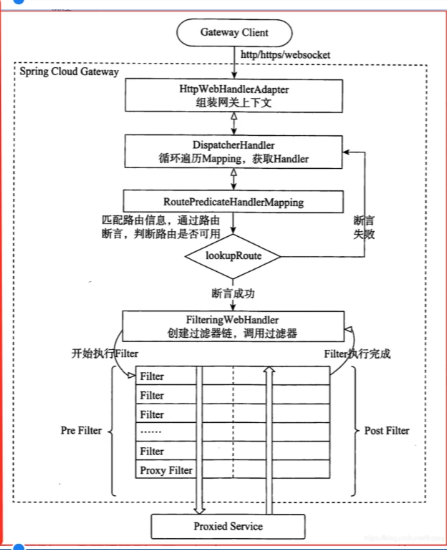 Gateway Client
http/https/websocket
Spring Cloud Gateway
HttpWebHandlerAdapter
组装网关上下文
DispatcherHandler
循环遍历Mapping，获取Handler
RoutePredicateHandlerMapping
匹配路由信息，通过路由
断言，判断路由是否可用
断言
失败
lookupRoute
断言成功
FilteringWebHandler
创建过滤器链，调用过滤器
开始执行Filter
Filter执行完成
Filter
Filter
Filter
......
Filter
Proxy Filter
Pre Filter
Post Filter
Proxied Service